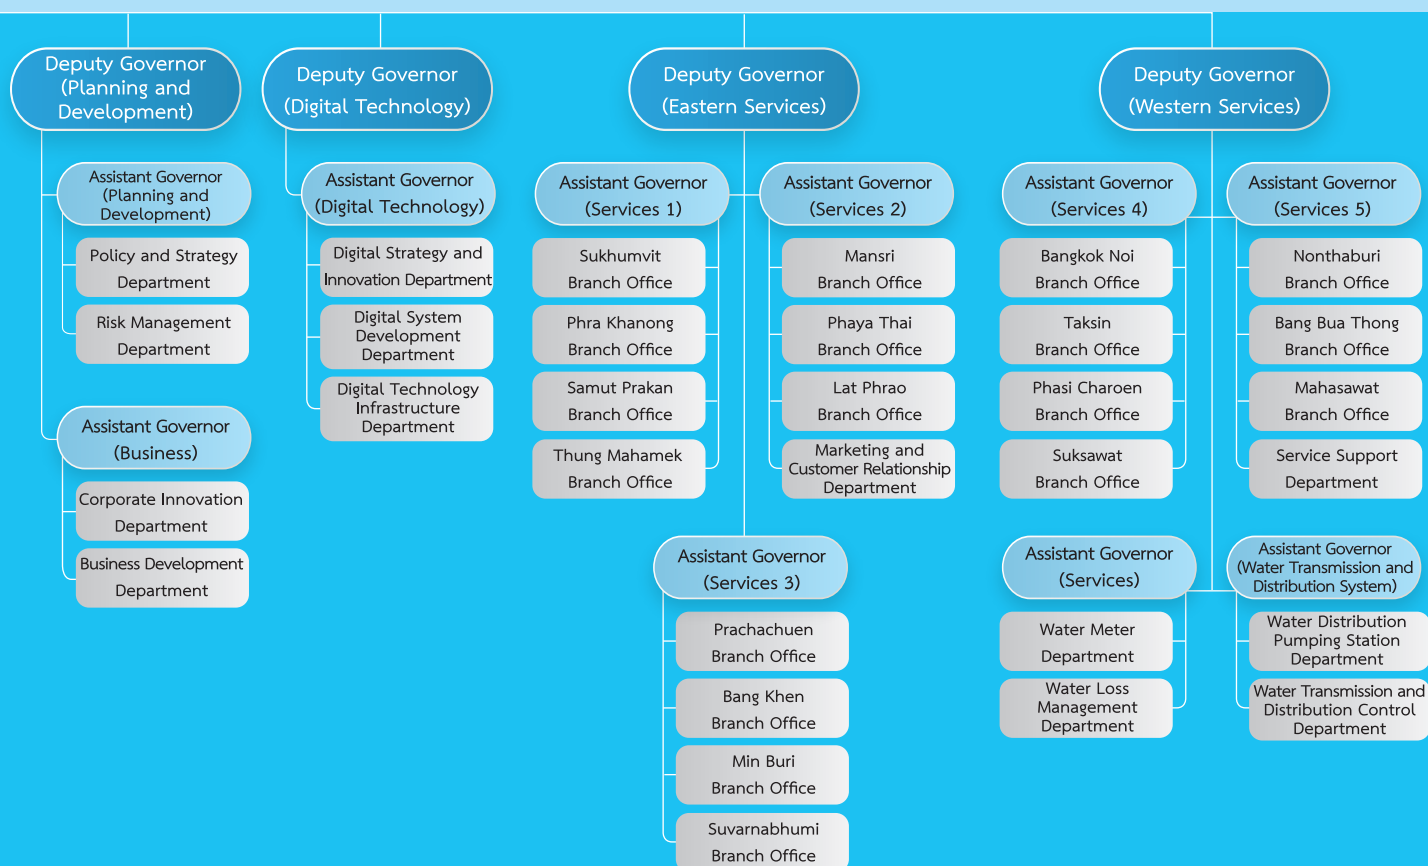 Deputy Governor
(Planning and
Development)
Assistant Governor
(Planning and
Development)
Policy and Strategy
Department
Risk Management
Department
Assistant Governor
(Business)
Corporate Innovation
Department
Business Development
Department
Deputy Governor
(Digital Technology)
Assistant Governor
(Digital Technology)
Digital Strategy and
Innovation Department
Digital System
Development
Department
Digital Technology
Infrastructure
Department
Deputy Governor
(Eastern Services)
Assistant Governor
(Services 1)
Sukhumvit
Branch Office
Phra Khanong
Branch Office
Samut Prakan
Branch Office
Thung Mahamek
Branch Office
Assistant Governor
(Services 2)
Mansri
Branch Office
Phaya Thai
Branch Office
Lat Phrao
Branch Office
Marketing and
Customer Relationship
Department
Assistant Governor
(Services 3)
Prachachuen
Branch Office
Bang Khen
Branch Office
Min Buri
Branch Office
Suvarnabhumi
Branch Office
Deputy Governor
(Western Services)
Assistant Governor
(Services 4)
Bangkok Noi
Branch Office
Taksin
Branch Office
Phasi Charoen
Branch Office
Suksawat
Branch Office
Assistant Governor
(Services 5)
Nonthaburi
Branch Office
Bang Bua Thong
Branch Office
Mahasawat
Branch Office
Service Support
Department
Assistant Governor
(Services)
Water Meter
Department
Water Loss
Management
Department
Assistant Governor
(Water Transmission and
Distribution System)
Water Distribution
Pumping Station
Department
Water Transmission and
Distribution Control
Department